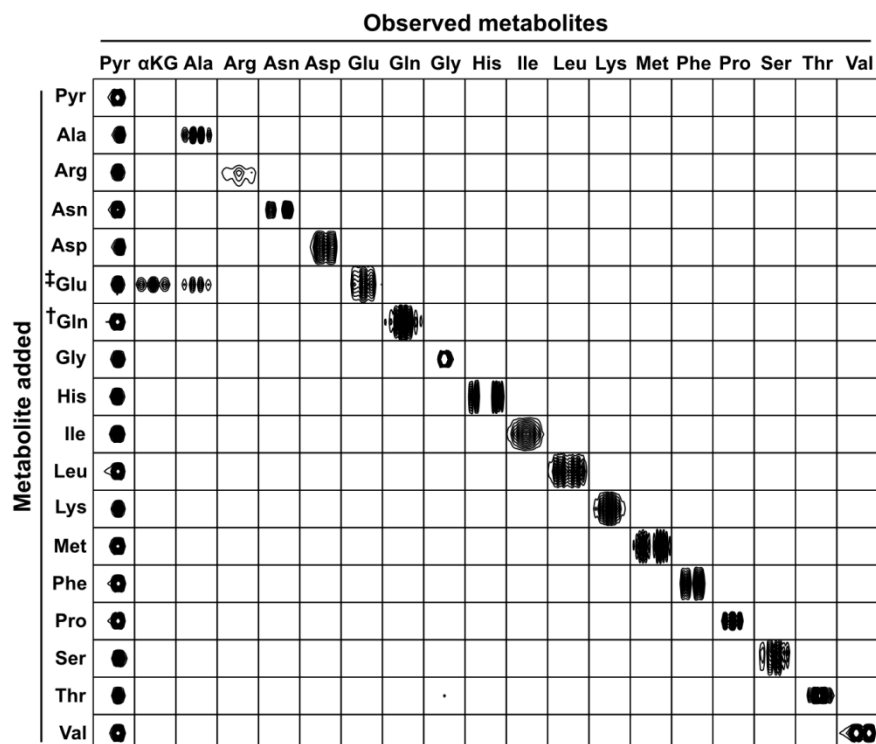 Observed metabolites
Pyr αKG Ala Arg Asn Asp Glu Gln Gly His Ile Leu Lys Met Phe Pro Ser Thr Val
Metabolite added
Pyr
Ala
Arg
Asn
Asp
‡Glu
†Gln
Gly
His
Ile
Leu
Lys
Met
Phe
Pro
Ser
Thr
Val